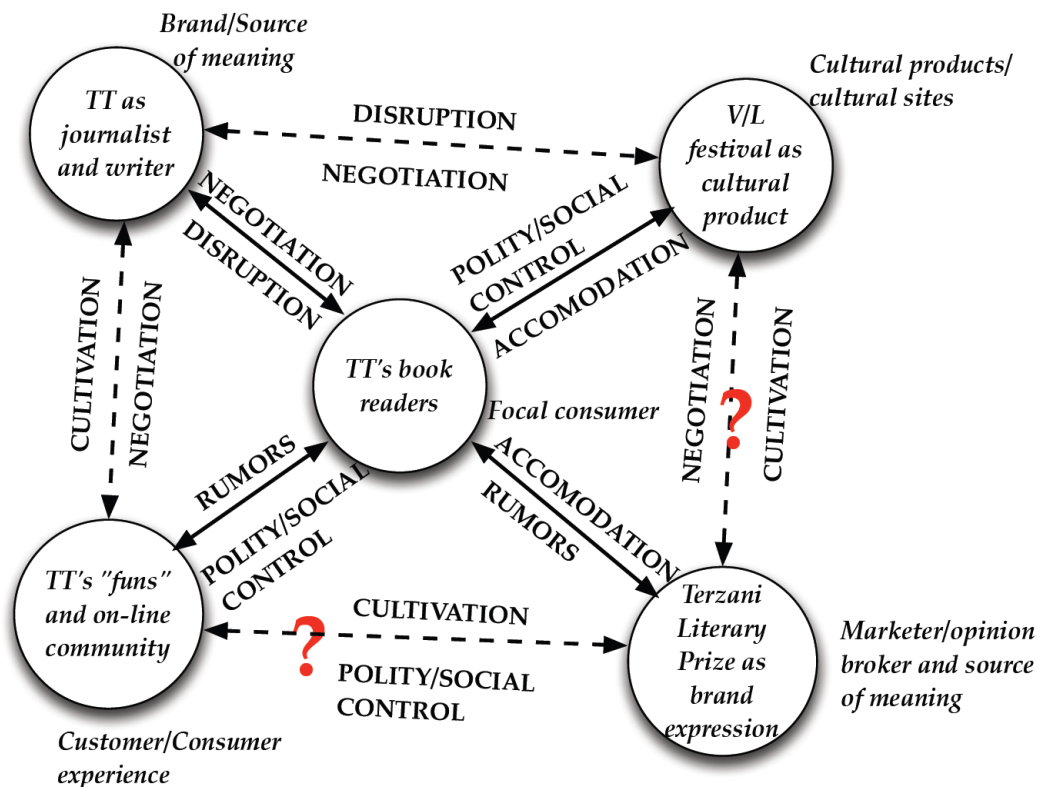 Brand/Source
of meaning
TT as
journalist
and writer
Cultural products/
cultural sites
V/L
festival as
cultural
product
DISRUPTION
NEGOTIATION
NEGOTIATION
DISRUPTION
POLITY/SOCIAL
CONTROL
ACCOMODATION
CULTIVATION
NEGOTIATION
TT's book
readers
Focal consumer
NEGOTIATION
?
CULTIVATION
RUMORS
POLITY/SOCIAL
CONTROL
ACCOMODATION
RUMORS
TT's "funs"
and on-line
community
CULTIVATION
?
POLITY/SOCIAL
CONTROL
Terzani
Literary
Prize as
brand
expression
Marketer/opinion
broker and source
of meaning
Customer/Consumer
experience